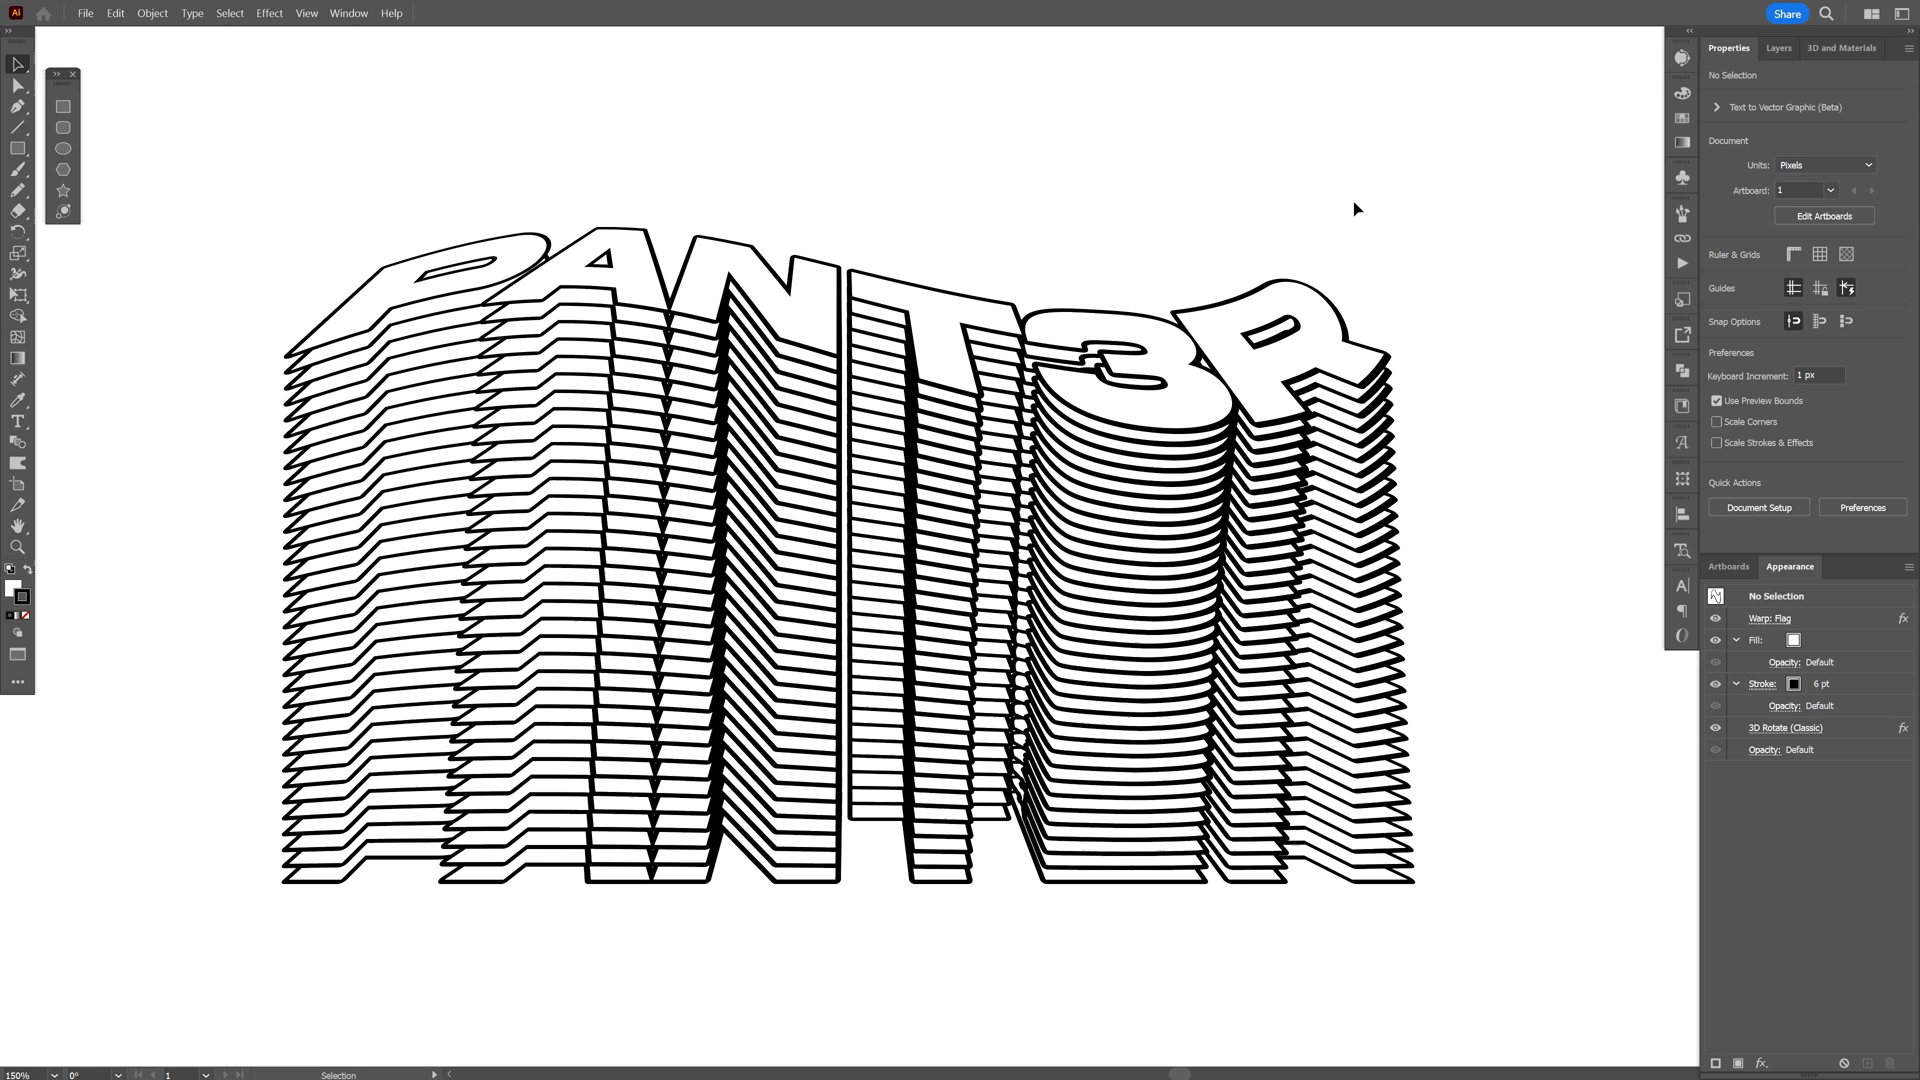 Ai File Edit Object Type Select Effect View Window Help Share
Properties Layers 3D and Materials
No Selection
Text to Vector Graphic (Beta)
Document
Units: Pixels
Artboard: 1
Edit Artboards
Ruler & Grids
Guides
Snap Options
Preferences
Keyboard Increment: 1 px
Use Preview Bounds
Scale Corners
Scale Strokes & Effects
Quick Actions
Document Setup Preferences
Artboards Appearance
No Selection
Warp: Flag fx
Fill:
Opacity: Default
Stroke: 6 pt
Opacity: Default
3D Rotate (Classic) fx
Opacity: Default
fx.
PANT3R
150% 0° 1 Selection